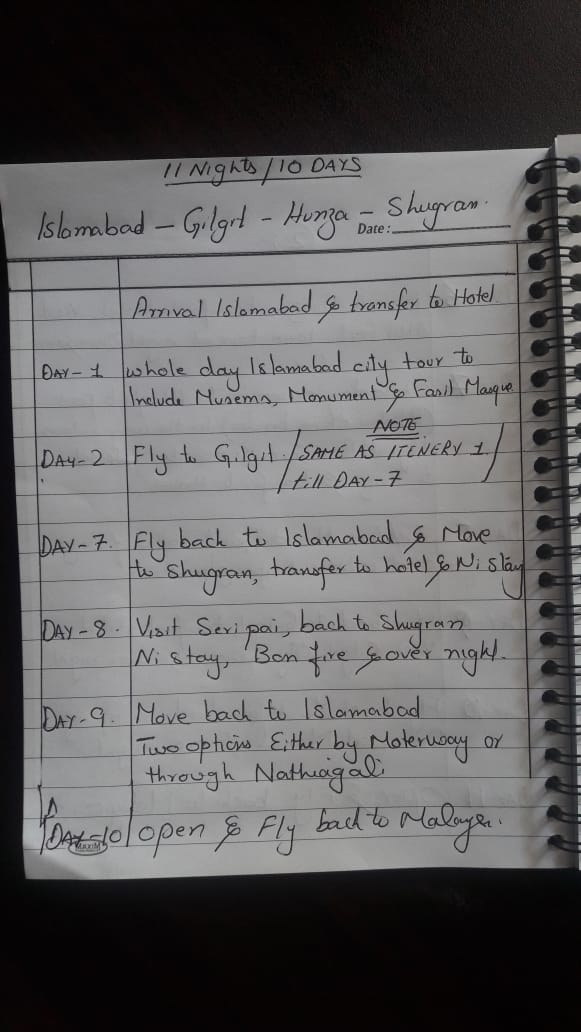 11 Nights/10 DAYS
Islamabad - Gilgit - Hunza - Shugran.
Date:
Arrival Islamabad & transfer to Hotel
DAY-1 whole day Islamabad city tour to
Include Musems, Monument & Fasil Masque
NOTE
DAY-2 Fly to Gilgit / SAME AS ITENERY 1 /
till DAY-7
DAY-7. Fly back to Islamabad & Move
to Shugran, transfer to hotel & Ni stay
DAY-8. Visit Seri pai, bach to Shugran
Ni stay, Bon fire & over night.
DAY-9. Move back to Islamabad
Two options Either by Moterway or
through Nathiagali
DAY-10 open & Fly back to
MAXIM